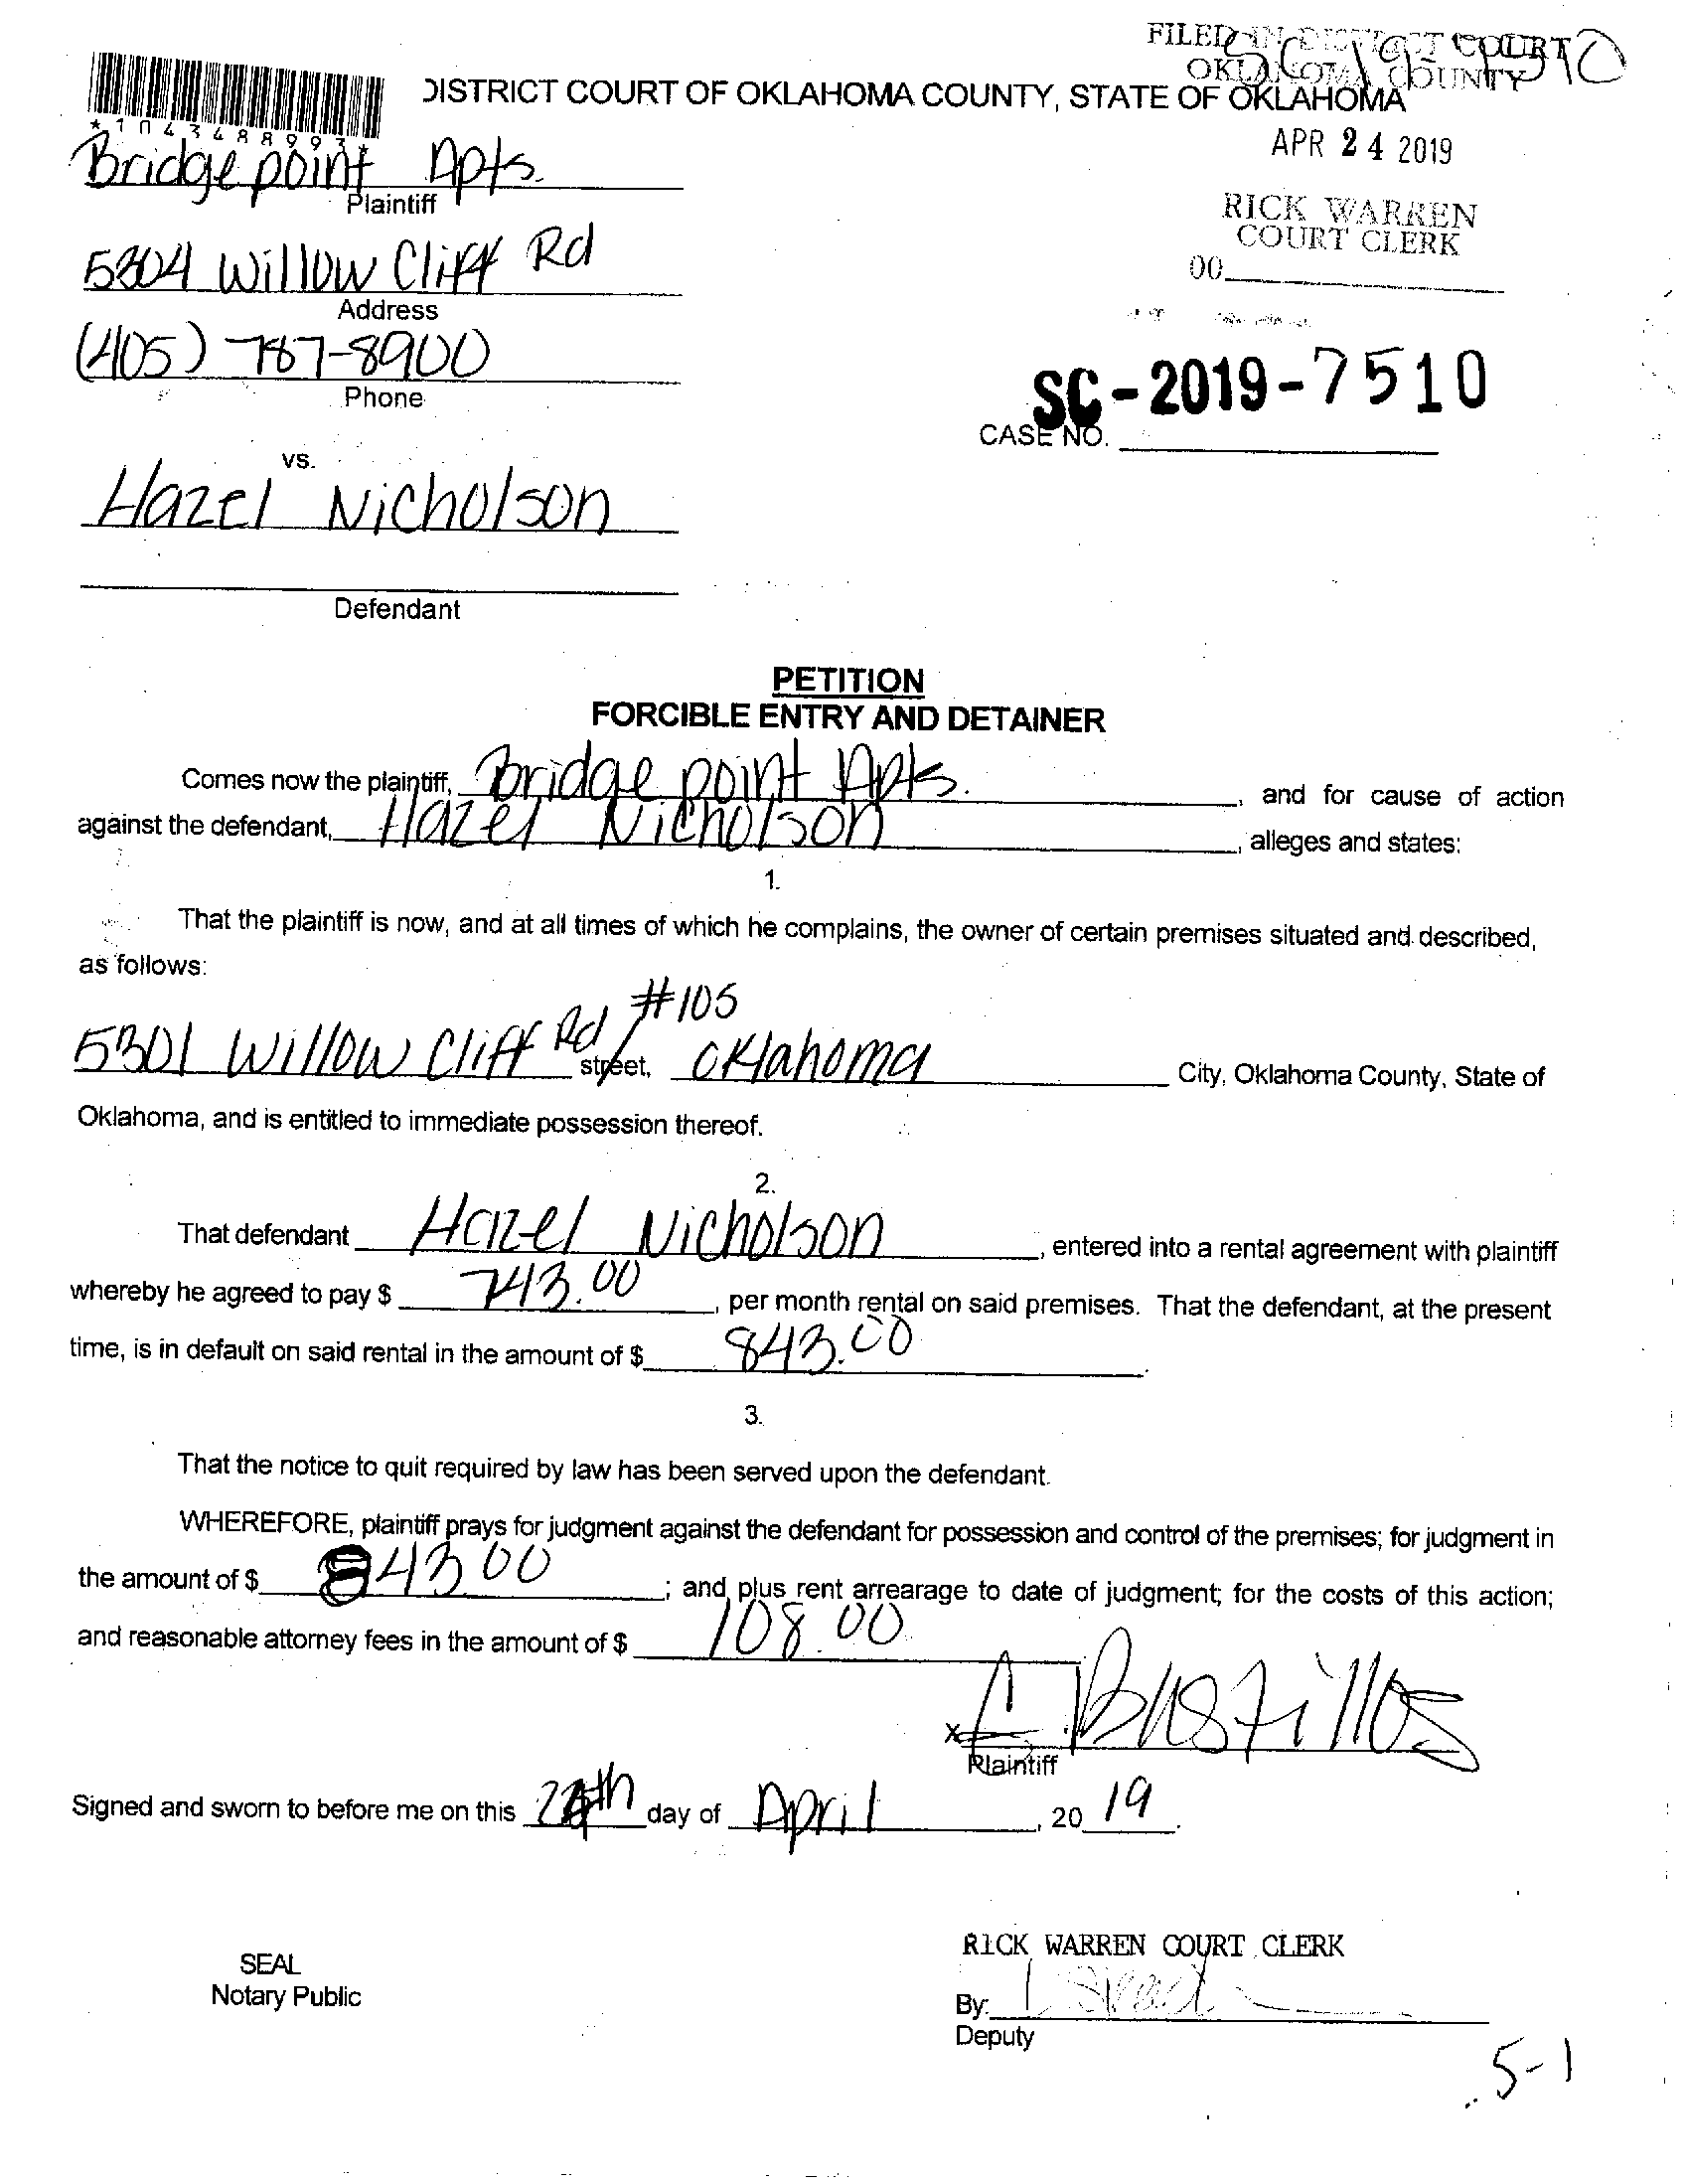 FILED IN DISTRICT COURT
OKLAHOMA COUNTY
DISTRICT COURT OF OKLAHOMA COUNTY, STATE OF OKLAHOMA
*1043488993*
APR 24 2019
Bridgepoint Apts.
Plaintiff
RICK WARREN
COURT CLERK
5304 Willow Cliff Rd
00
Address
(405) 787-8900
Phone
SC-2019-7510
CASE NO.
vs.
Hazel Nicholson
Defendant
PETITION
FORCIBLE ENTRY AND DETAINER
Comes now the plaintiff, Bridge point Apts. , and for cause of action
against the defendant, Hazel Nicholson , alleges and states:
1.
That the plaintiff is now, and at all times of which he complains, the owner of certain premises situated and described,
as follows:
5301 Willow Cliff Rd #105 street, Oklahoma City, Oklahoma County, State of
Oklahoma, and is entitled to immediate possession thereof.
2.
That defendant Hazel Nicholson , entered into a rental agreement with plaintiff
whereby he agreed to pay $ 743.00 , per month rental on said premises. That the defendant, at the present
time, is in default on said rental in the amount of $ 843.00 .
3.
That the notice to quit required by law has been served upon the defendant.
WHEREFORE, plaintiff prays for judgment against the defendant for possession and control of the premises; for judgment in
the amount of $ 843.00 ; and, plus rent arrearage to date of judgment; for the costs of this action;
and reasonable attorney fees in the amount of $ 108.00
x C Bustillos
Plaintiff
Signed and sworn to before me on this 24th day of April , 20 19 .
RICK WARREN COURT CLERK
SEAL
Notary Public
By:
Deputy
5-1